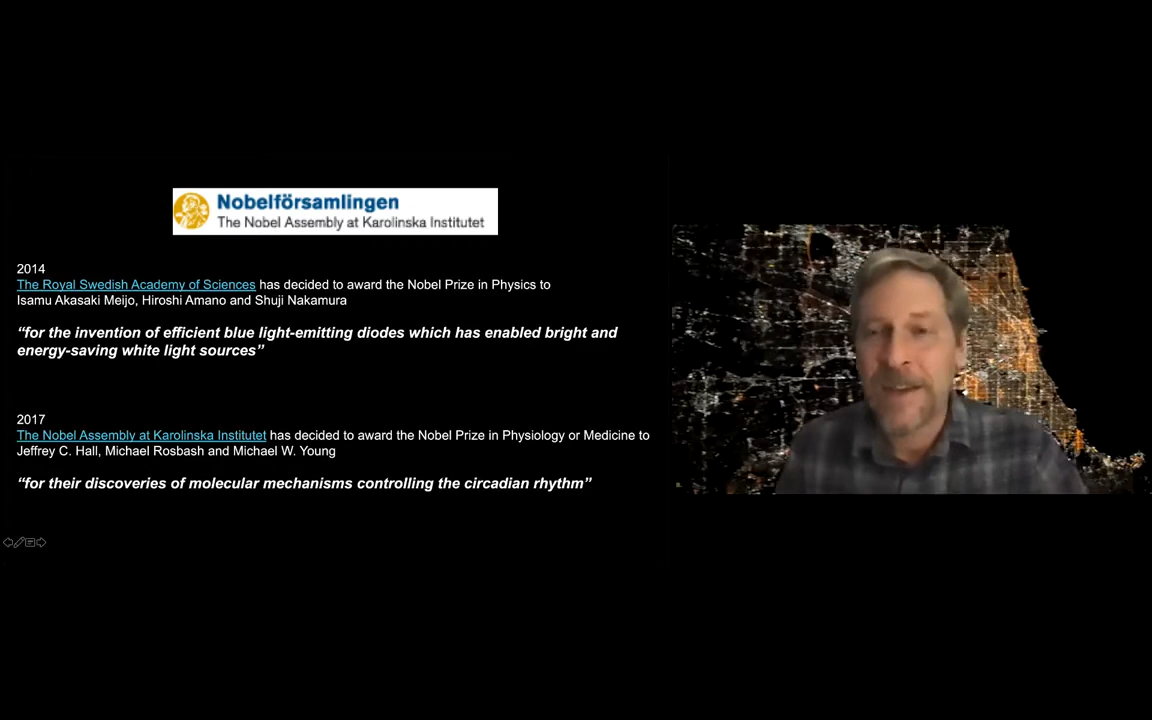 Nobelförsamlingen
The Nobel Assembly at Karolinska Institutet
2014
The Royal Swedish Academy of Sciences has decided to award the Nobel Prize in Physics to
Isamu Akasaki Meijo, Hiroshi Amano and Shuji Nakamura
“for the invention of efficient blue light-emitting diodes which has enabled bright and
energy-saving white light sources”
2017
The Nobel Assembly at Karolinska Institutet has decided to award the Nobel Prize in Physiology or Medicine to
Jeffrey C. Hall, Michael Rosbash and Michael W. Young
“for their discoveries of molecular mechanisms controlling the circadian rhythm”